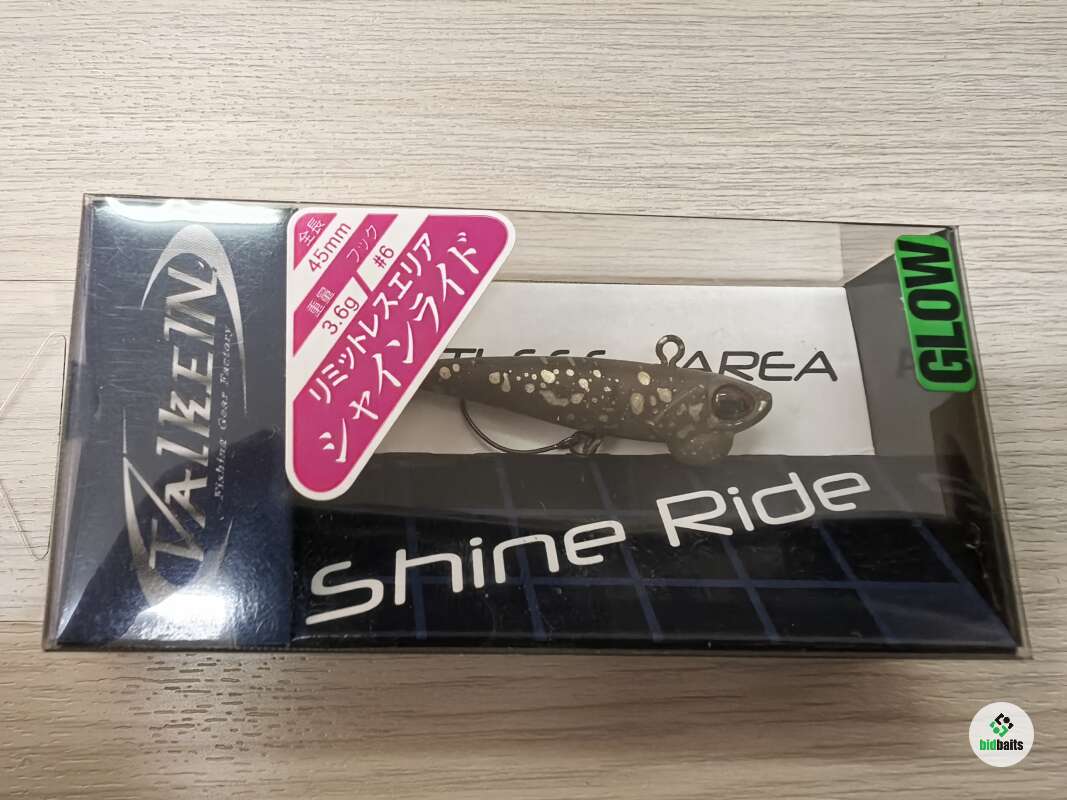 TAIKEN
Fishing Gear Factory
全長
45mm
フック
#6
重量
3.6g
リミットレスエリア
シャインライド
AREA
GLOW
Shine Ride
bidbaits